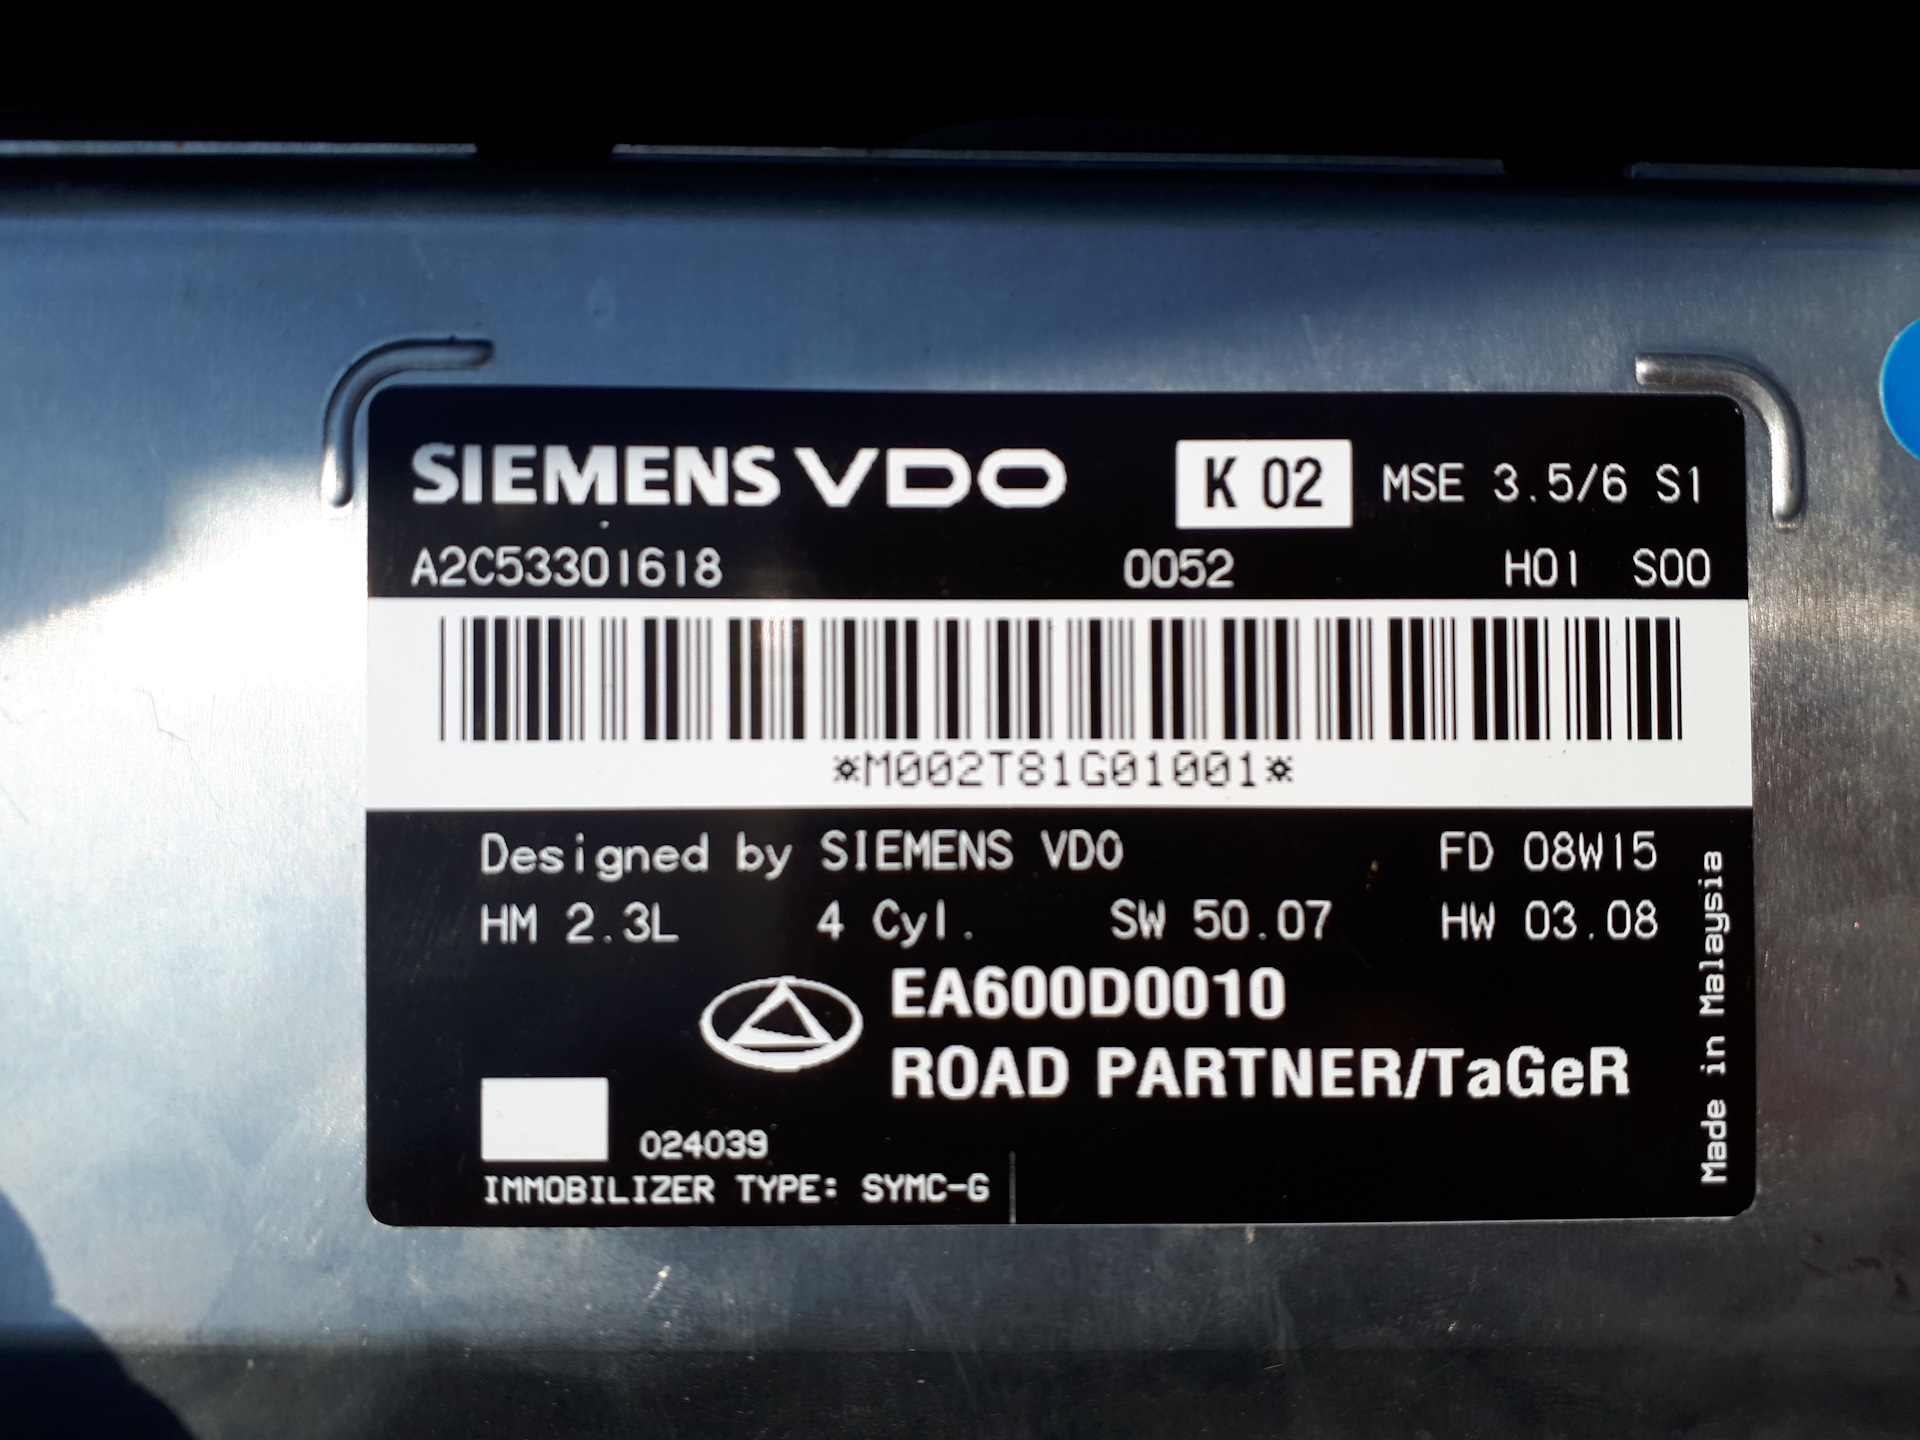 SIEMENS VDO K 02 MSE 3.5/6 S1
A2C53301618 0052 H01 S00
*M002T81G01001*
Designed by SIEMENS VDO FD 08W15
HM 2.3L 4 Cyl. SW 50.07 HW 03.08
EA600D0010
ROAD PARTNER/TaGeR
024039
IMMOBILIZER TYPE: SYMC-G
Made in Malaysia